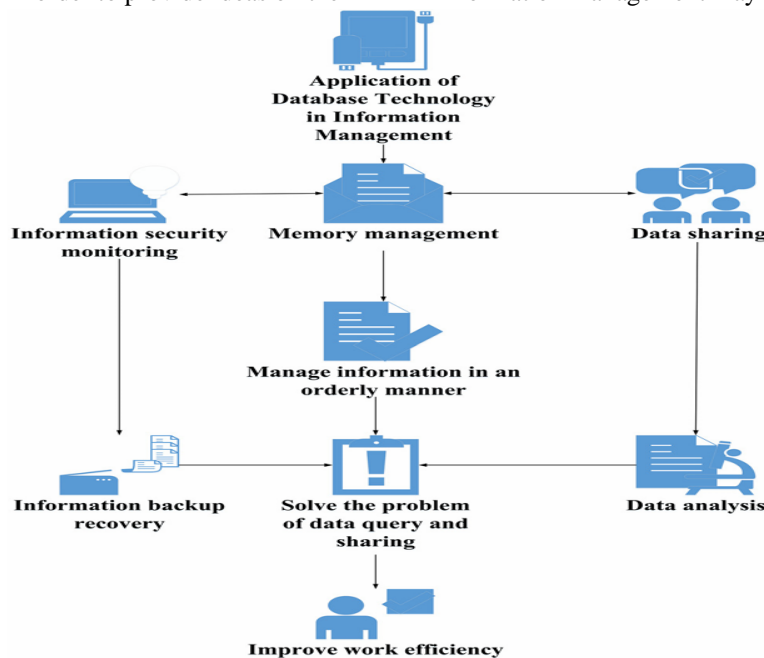 Application of
Database Technology
in Information
Management
Information security
monitoring
Memory management
Data sharing
Manage information in an
orderly manner
Information backup
recovery
Solve the problem
of data query and
sharing
Data analysis
Improve work efficiency